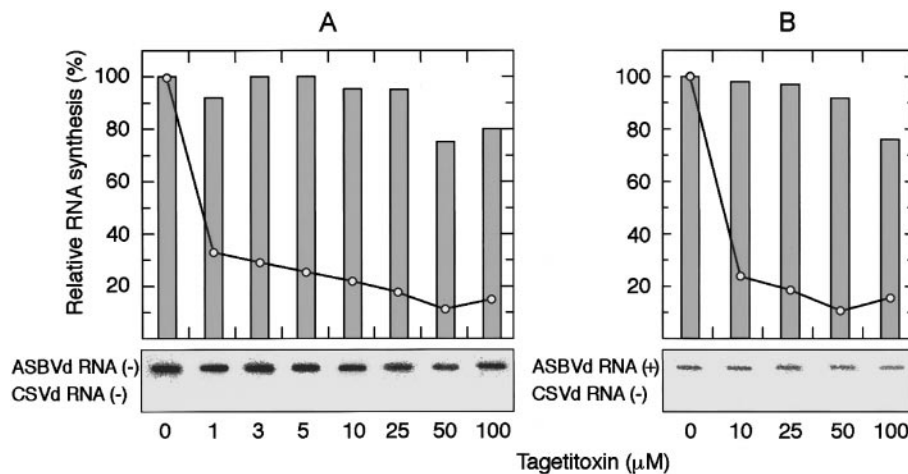 A
B
Relative RNA synthesis (%)
100
80
60
40
20
100
80
60
40
20
ASBVd RNA (-)
CSVd RNA (-)
ASBVd RNA (+)
CSVd RNA (-)
0 1 3 5 10 25 50 100
0 10 25 50 100
Tagetitoxin (μM)